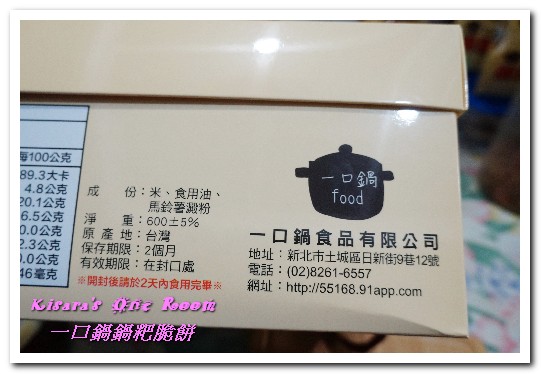 每100公克
89.3大卡
4.8公克
20.1公克
6.5公克
0.0公克
2.3公克
0.0公克
46毫克
成　份：米、食用油、
馬鈴薯澱粉
淨　重：600±5%
原 產 地：台灣
保存期限：2個月
有效期限：在封口處
※開封後請於2天內食用完畢※
一口鍋
food
一口鍋食品有限公司
地址：新北市土城區日新街9巷12號
電話：(02)8261-6557
網址：http://55168.91app.com
Kisara's Otic Room
一口鍋鍋粑脆餅